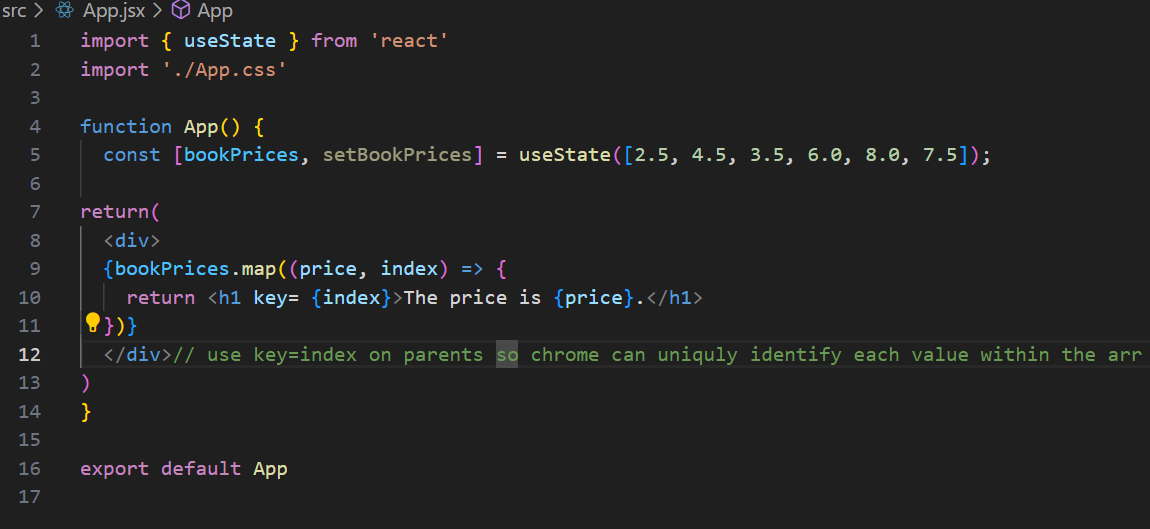 src > App.jsx > App
1 import { useState } from 'react'
2 import './App.css'
3
4 function App() {
5   const [bookPrices, setBookPrices] = useState([2.5, 4.5, 3.5, 6.0, 8.0, 7.5]);
6
7 return(
8   <div>
9   {bookPrices.map((price, index) => {
10     return <h1 key= {index}>The price is {price}.</h1>
11   })}
12   </div>// use key=index on parents so chrome can uniquly identify each value within the arr
13 )
14 }
15
16 export default App
17